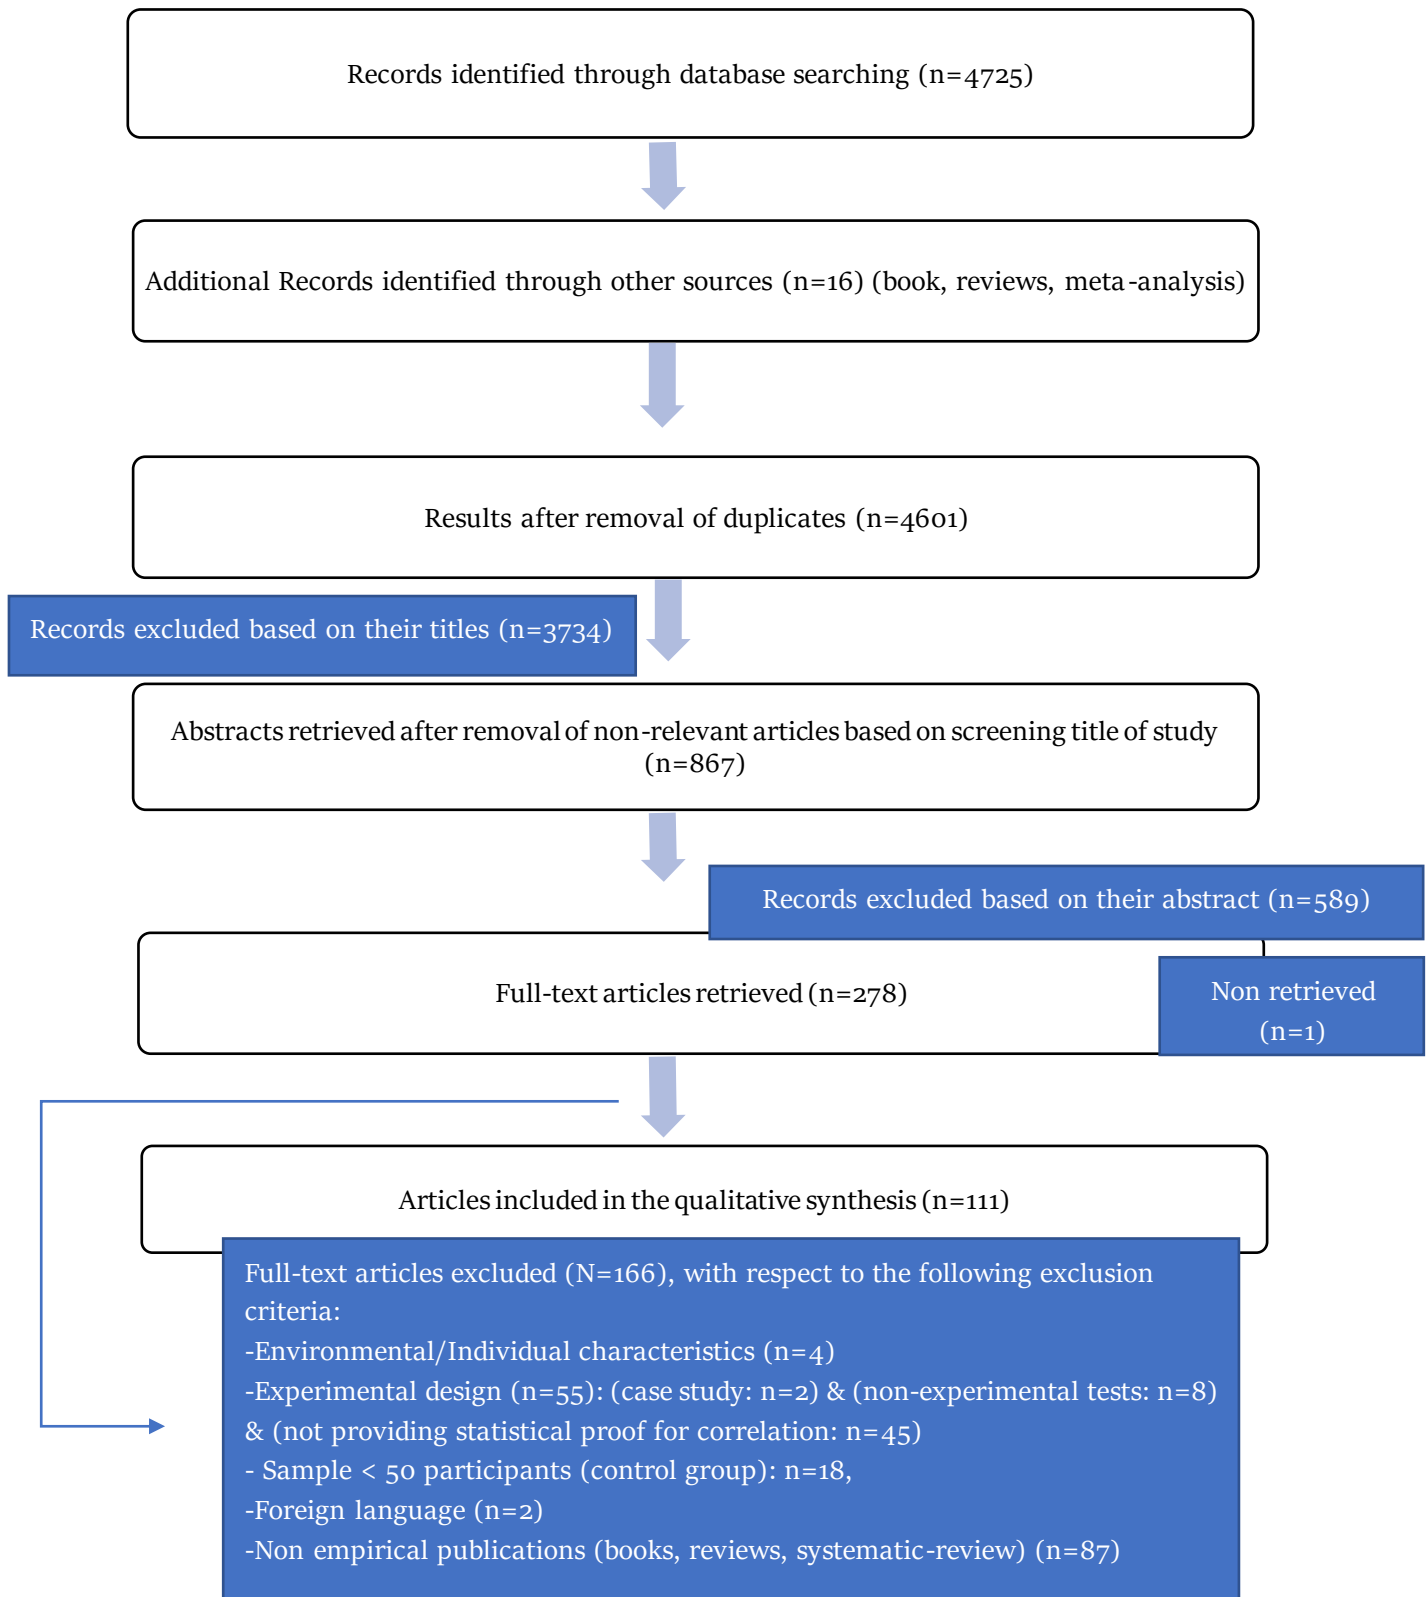 Records identified through database searching (n=4725)
Additional Records identified through other sources (n=16) (book, reviews, meta-analysis)
Results after removal of duplicates (n=4601)
Records excluded based on their titles (n=3734)
Abstracts retrieved after removal of non-relevant articles based on screening title of study
(n=867)
Records excluded based on their abstract (n=589)
Full-text articles retrieved (n=278)
Non retrieved
(n=1)
Articles included in the qualitative synthesis (n=111)
Full-text articles excluded (N=166), with respect to the following exclusion
criteria:
-Environmental/Individual characteristics (n=4)
-Experimental design (n=55): (case study: n=2) & (non-experimental tests: n=8)
& (not providing statistical proof for correlation: n=45)
- Sample < 50 participants (control group): n=18,
-Foreign language (n=2)
-Non empirical publications (books, reviews, systematic-review) (n=87)